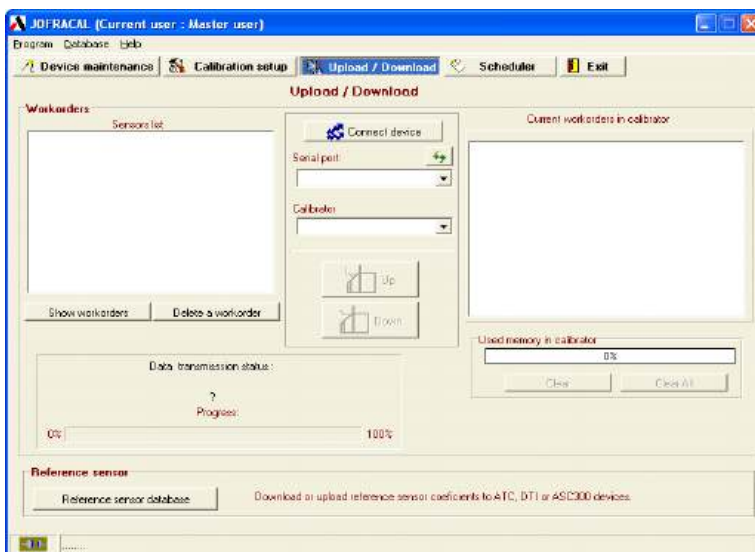 JOFRACAL (Current user : Master user)
Program Database Help
Device maintenance Calibration setup Upload / Download Scheduler Exit
Upload / Download
Workorders
Sensors list
Connect device
Serial port
Calibrator
Up
Down
Show workorders Delete a workorder
Current workorders in calibrator
Used memory in calibrator
0%
Clear Clear All
Data transmission status :
?
Progress:
0% 100%
Reference sensor
Reference sensor database Download or upload reference sensor coeficients to ATC, DTI or ASC300 devices.
........